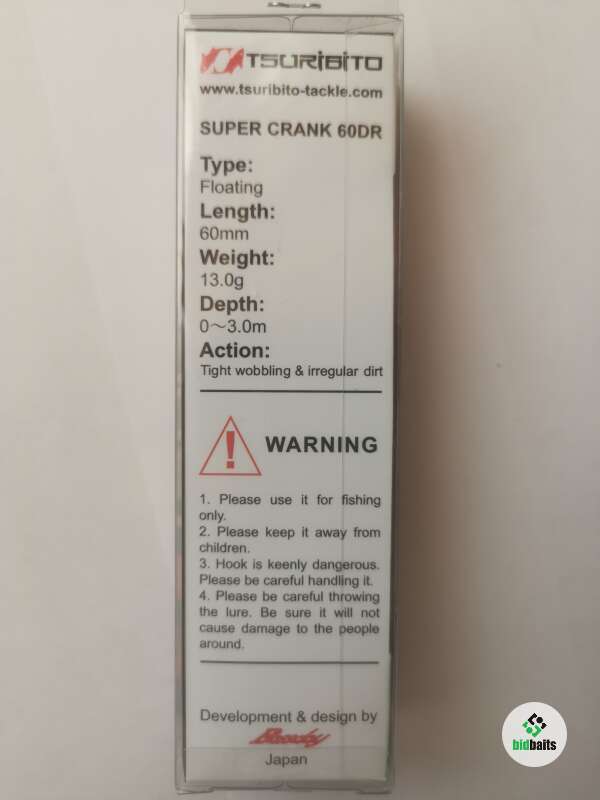 TSURIBITO
www.tsuribito-tackle.com
SUPER CRANK 60DR
Type:
Floating
Length:
60mm
Weight:
13.0g
Depth:
0～3.0m
Action:
Tight wobbling & irregular dirt
WARNING
1. Please use it for fishing
only.
2. Please keep it away from
children.
3. Hook is keenly dangerous.
Please be careful handling it.
4. Please be careful throwing
the lure. Be sure it will not
cause damage to the people
around.
Development & design by
Japan
bidbaits